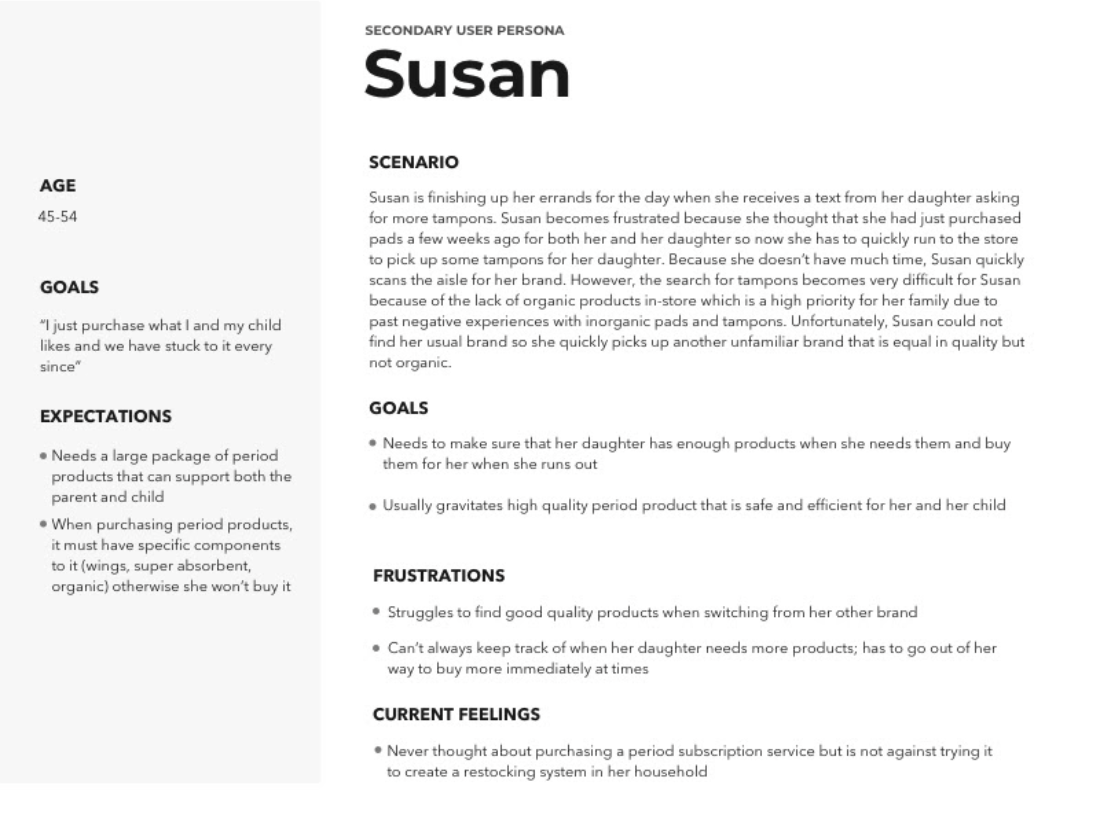 SECONDARY USER PERSONA
Susan
AGE
45-54
GOALS
“I just purchase what I and my child
likes and we have stuck to it every
since”
EXPECTATIONS
• Needs a large package of period
products that can support both the
parent and child
• When purchasing period products,
it must have specific components
to it (wings, super absorbent,
organic) otherwise she won’t buy it
SCENARIO
Susan is finishing up her errands for the day when she receives a text from her daughter asking
for more tampons. Susan becomes frustrated because she thought that she had just purchased
pads a few weeks ago for both her and her daughter so now she has to quickly run to the store
to pick up some tampons for her daughter. Because she doesn’t have much time, Susan quickly
scans the aisle for her brand. However, the search for tampons becomes very difficult for Susan
because of the lack of organic products in-store which is a high priority for her family due to
past negative experiences with inorganic pads and tampons. Unfortunately, Susan could not
find her usual brand so she quickly picks up another unfamiliar brand that is equal in quality but
not organic.
GOALS
• Needs to make sure that her daughter has enough products when she needs them and buy
them for her when she runs out
• Usually gravitates high quality period product that is safe and efficient for her and her child
FRUSTRATIONS
• Struggles to find good quality products when switching from her other brand
• Can’t always keep track of when her daughter needs more products; has to go out of her
way to buy more immediately at times
CURRENT FEELINGS
• Never thought about purchasing a period subscription service but is not against trying it
to create a restocking system in her household